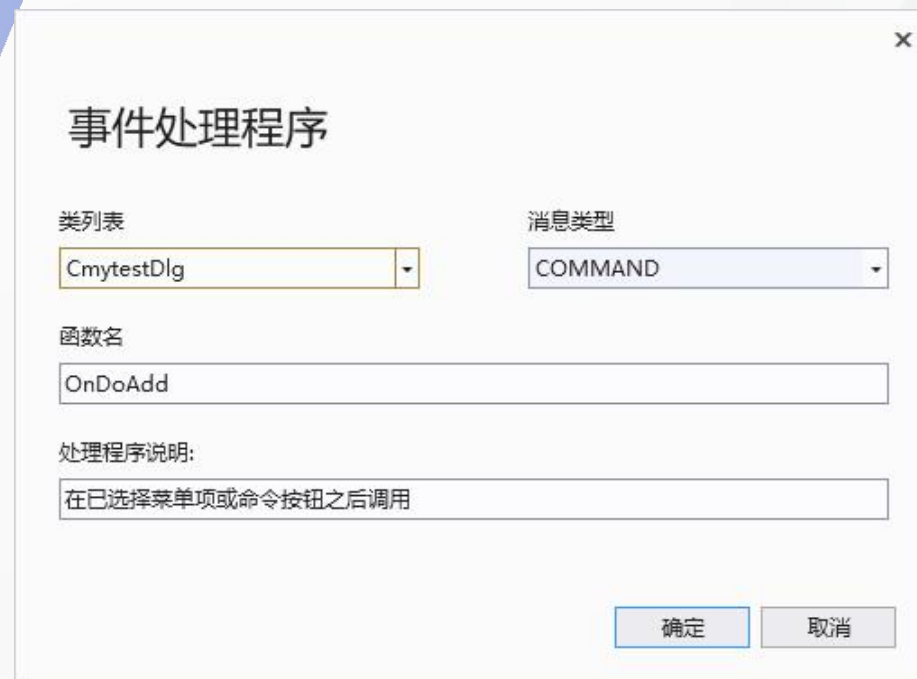 事件处理程序
类列表
消息类型
CmytestDlg
COMMAND
函数名
OnDoAdd
处理程序说明:
在已选择菜单项或命令按钮之后调用
确定
取消